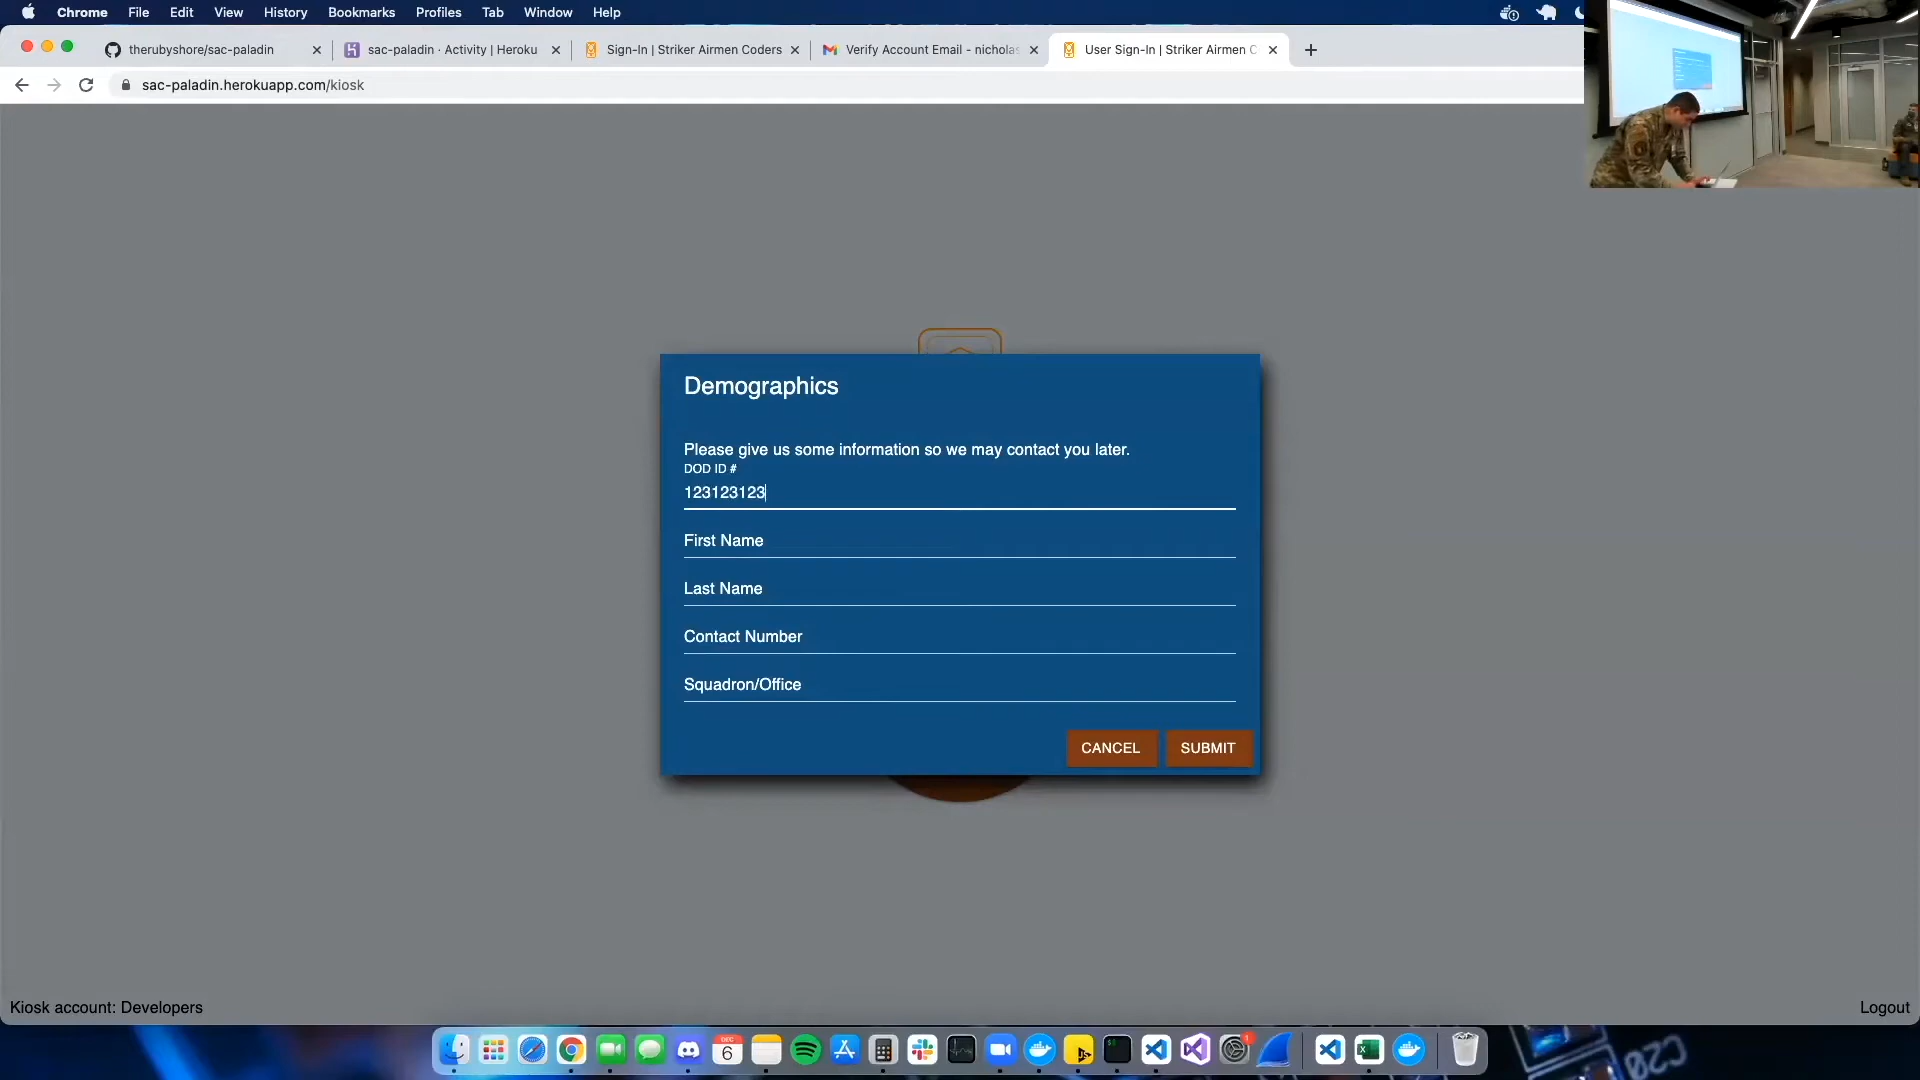 Chrome File Edit View History Bookmarks Profiles Tab Window Help
therubyshore/sac-paladin
sac-paladin · Activity | Heroku
Sign-In | Striker Airmen Coders
Verify Account Email - nicholas
User Sign-In | Striker Airmen C
sac-paladin.herokuapp.com/kiosk
Demographics
Please give us some information so we may contact you later.
DOD ID #
123123123
First Name
Last Name
Contact Number
Squadron/Office
CANCEL SUBMIT
Kiosk account: Developers
Logout
DEC
6